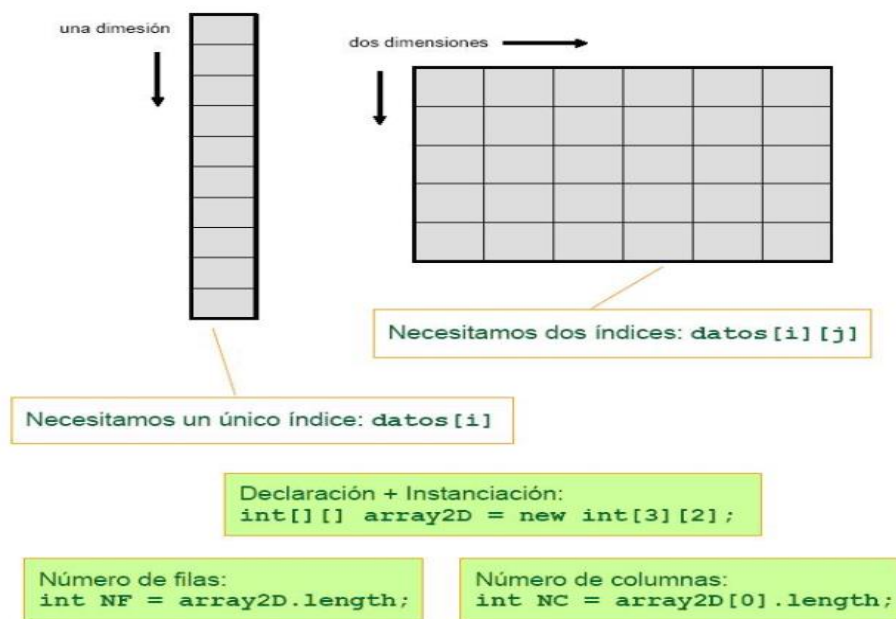 una dimesión
dos dimensiones
Necesitamos dos índices: datos[i][j]
Necesitamos un único índice: datos[i]
Declaración + Instanciación:
int[][] array2D = new int[3][2];
Número de filas:
int NF = array2D.length;
Número de columnas:
int NC = array2D[0].length;